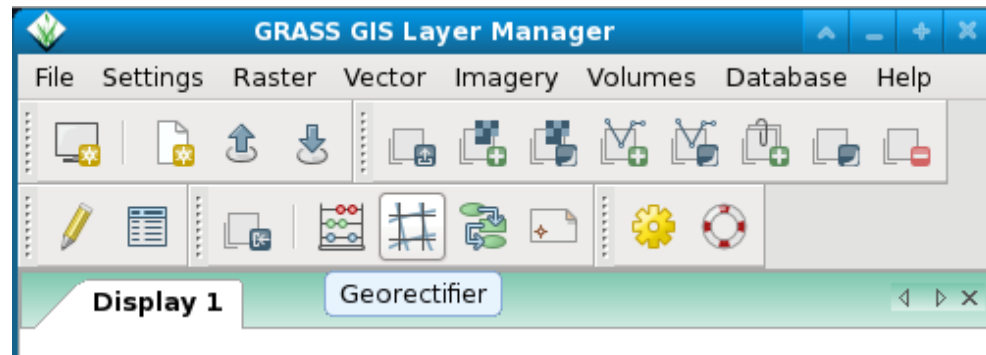 GRASS GIS Layer Manager
File Settings Raster Vector Imagery Volumes Database Help
Display 1
Georectifier